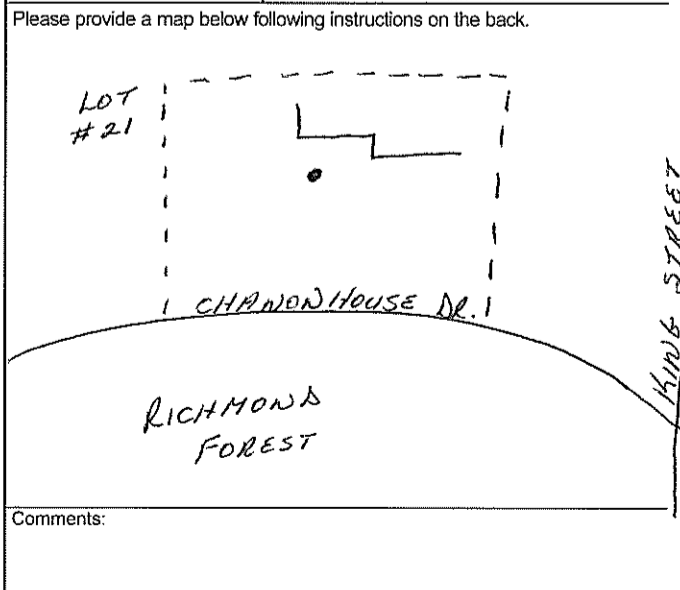 Please provide a map below following instructions on the back.
LOT
#21
CHANONHOUSE DR.
KING STREET
RICHMOND
FOREST
Comments: